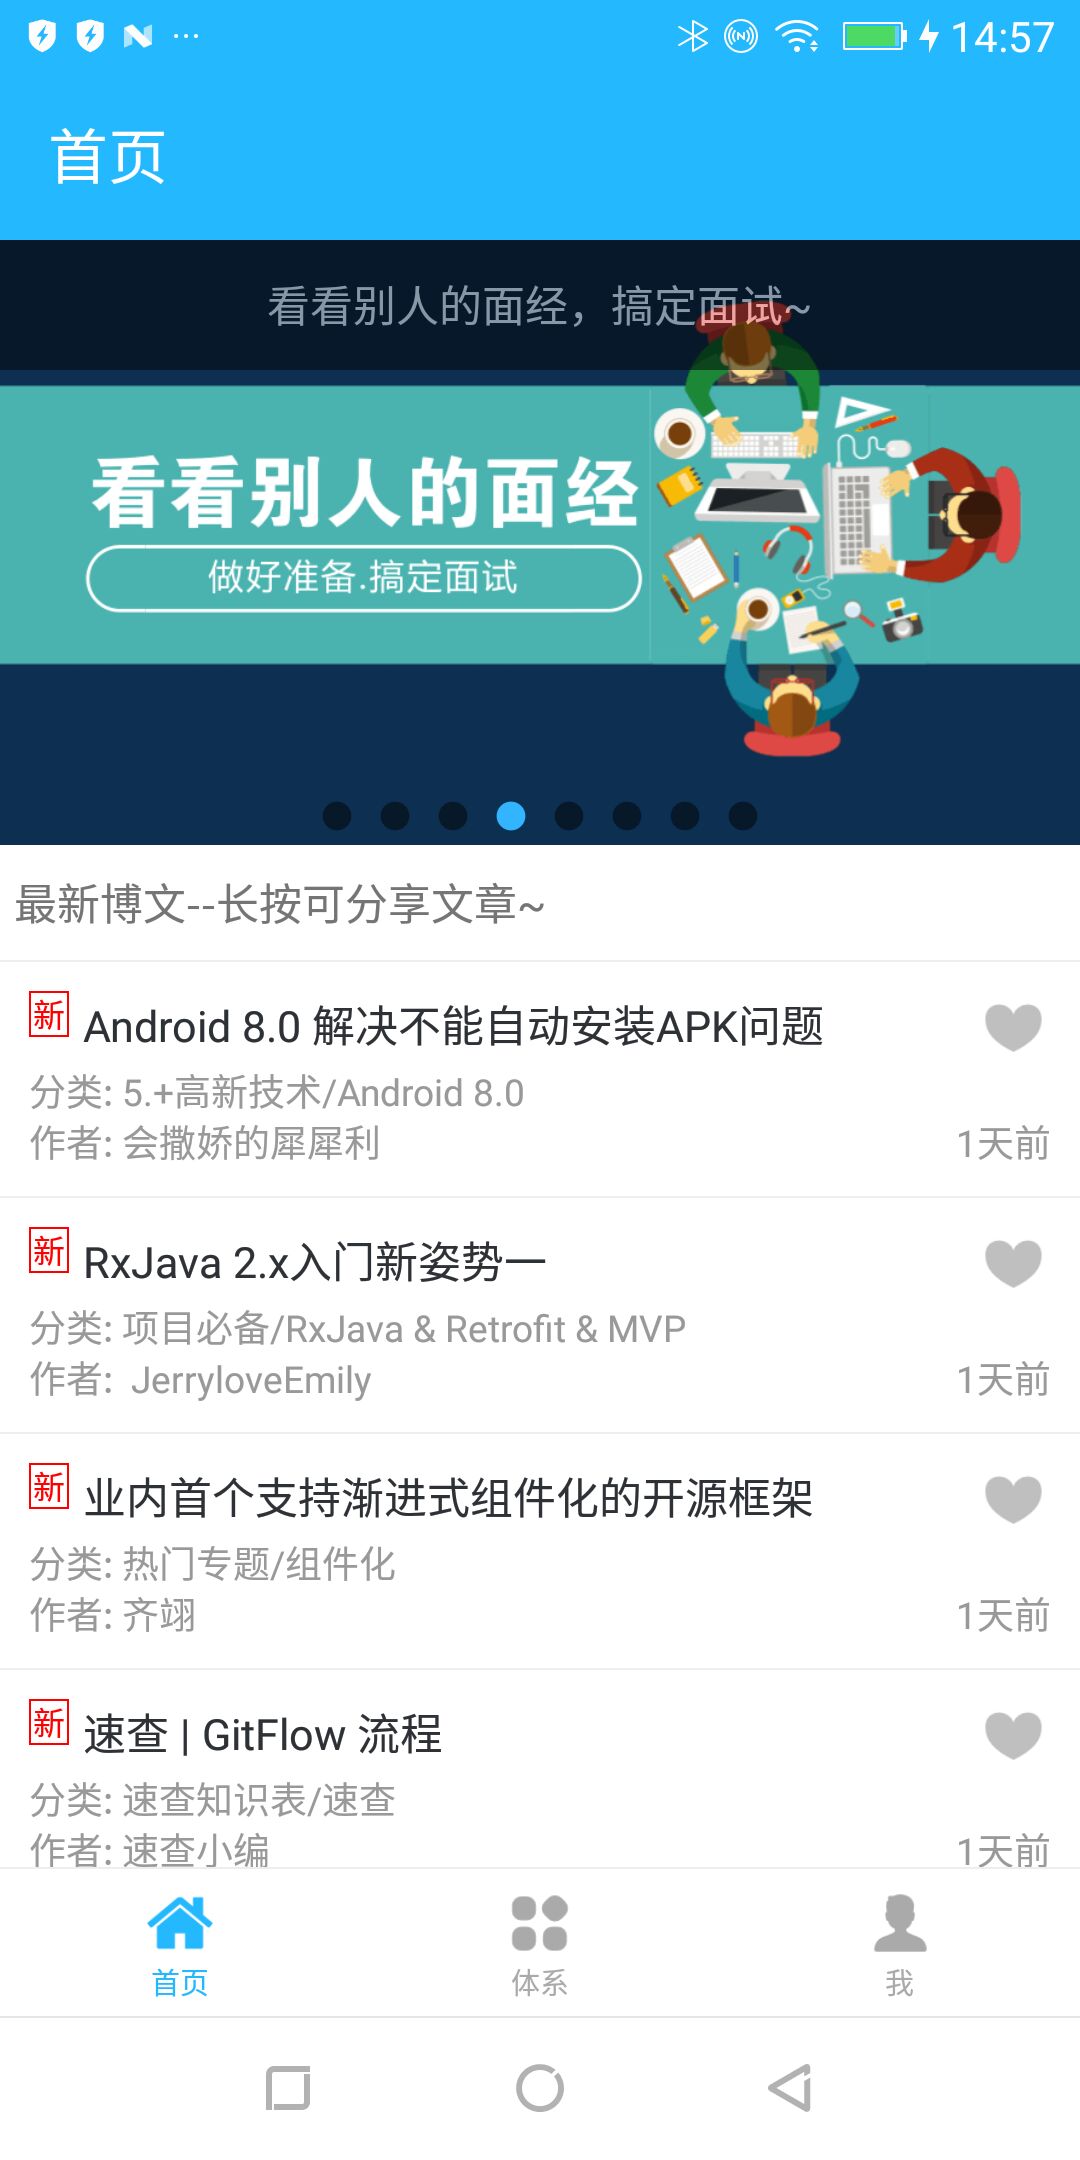 14:57
首页
看看别人的面经，搞定面试~
看看别人的面经
做好准备.搞定面试
最新博文--长按可分享文章~
新 Android 8.0 解决不能自动安装APK问题
分类: 5.+高新技术/Android 8.0
作者: 会撒娇的犀犀利 1天前
新 RxJava 2.x入门新姿势一
分类: 项目必备/RxJava & Retrofit & MVP
作者: JerryloveEmily 1天前
新 业内首个支持渐进式组件化的开源框架
分类: 热门专题/组件化
作者: 齐翊 1天前
新 速查 | GitFlow 流程
分类: 速查知识表/速查
作者: 速查小编 1天前
首页 体系 我